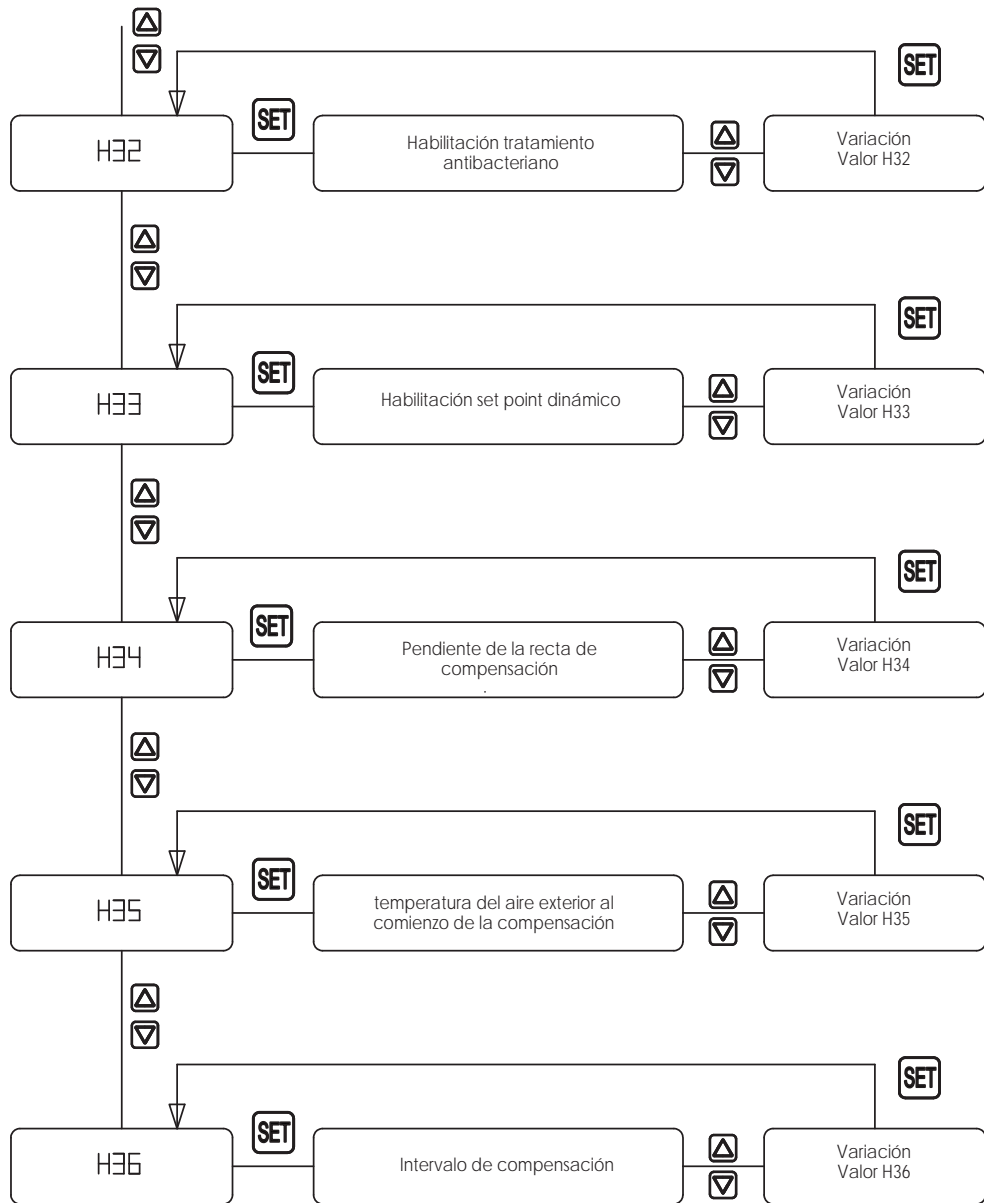 SET
H32
SET
Habilitación tratamiento
antibacteriano
Variación
Valor H32
SET
H33
SET
Habilitación set point dinámico
Variación
Valor H33
SET
H34
SET
Pendiente de la recta de
compensación
.
Variación
Valor H34
SET
H35
SET
temperatura del aire exterior al
comienzo de la compensación
Variación
Valor H35
SET
H36
SET
Intervalo de compensación
Variación
Valor H36